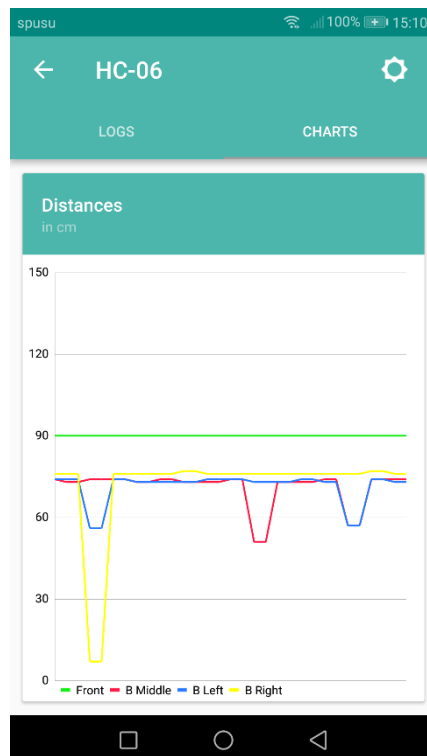 spusu 100% 15:10
HC-06
LOGS CHARTS
Distances
in cm
150
120
90
60
30
0
Front B Middle B Left B Right